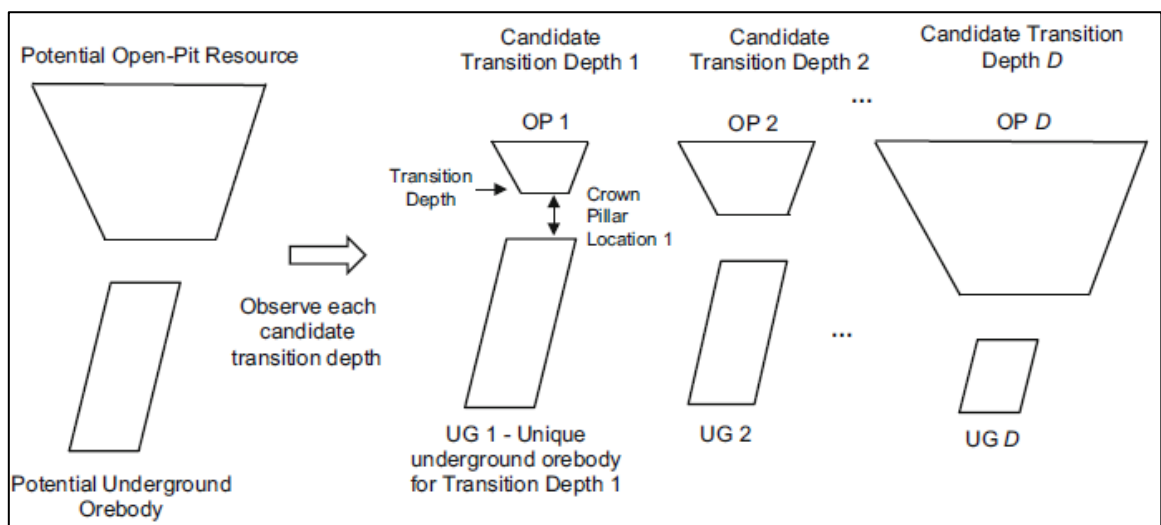 Potential Open-Pit Resource
Potential Underground
Orebody
Observe each
candidate
transition depth
Candidate
Transition Depth 1
OP 1
Transition
Depth
Crown
Pillar
Location 1
UG 1 - Unique
underground orebody
for Transition Depth 1
Candidate
Transition Depth 2
OP 2
UG 2
...
...
Candidate Transition
Depth D
OP D
UG D